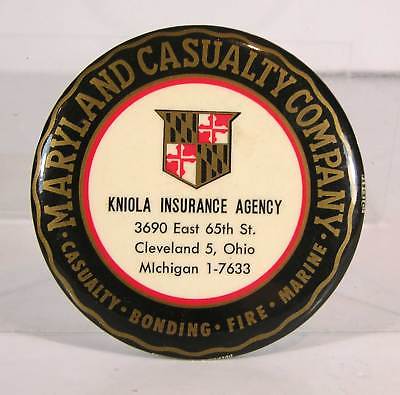 MARYLAND CASUALTY COMPANY
KNIOLA INSURANCE AGENCY
3690 East 65th St.
Cleveland 5, Ohio
MIchigan 1-7633
· CASUALTY · BONDiNG · FIRE · MARINE ·